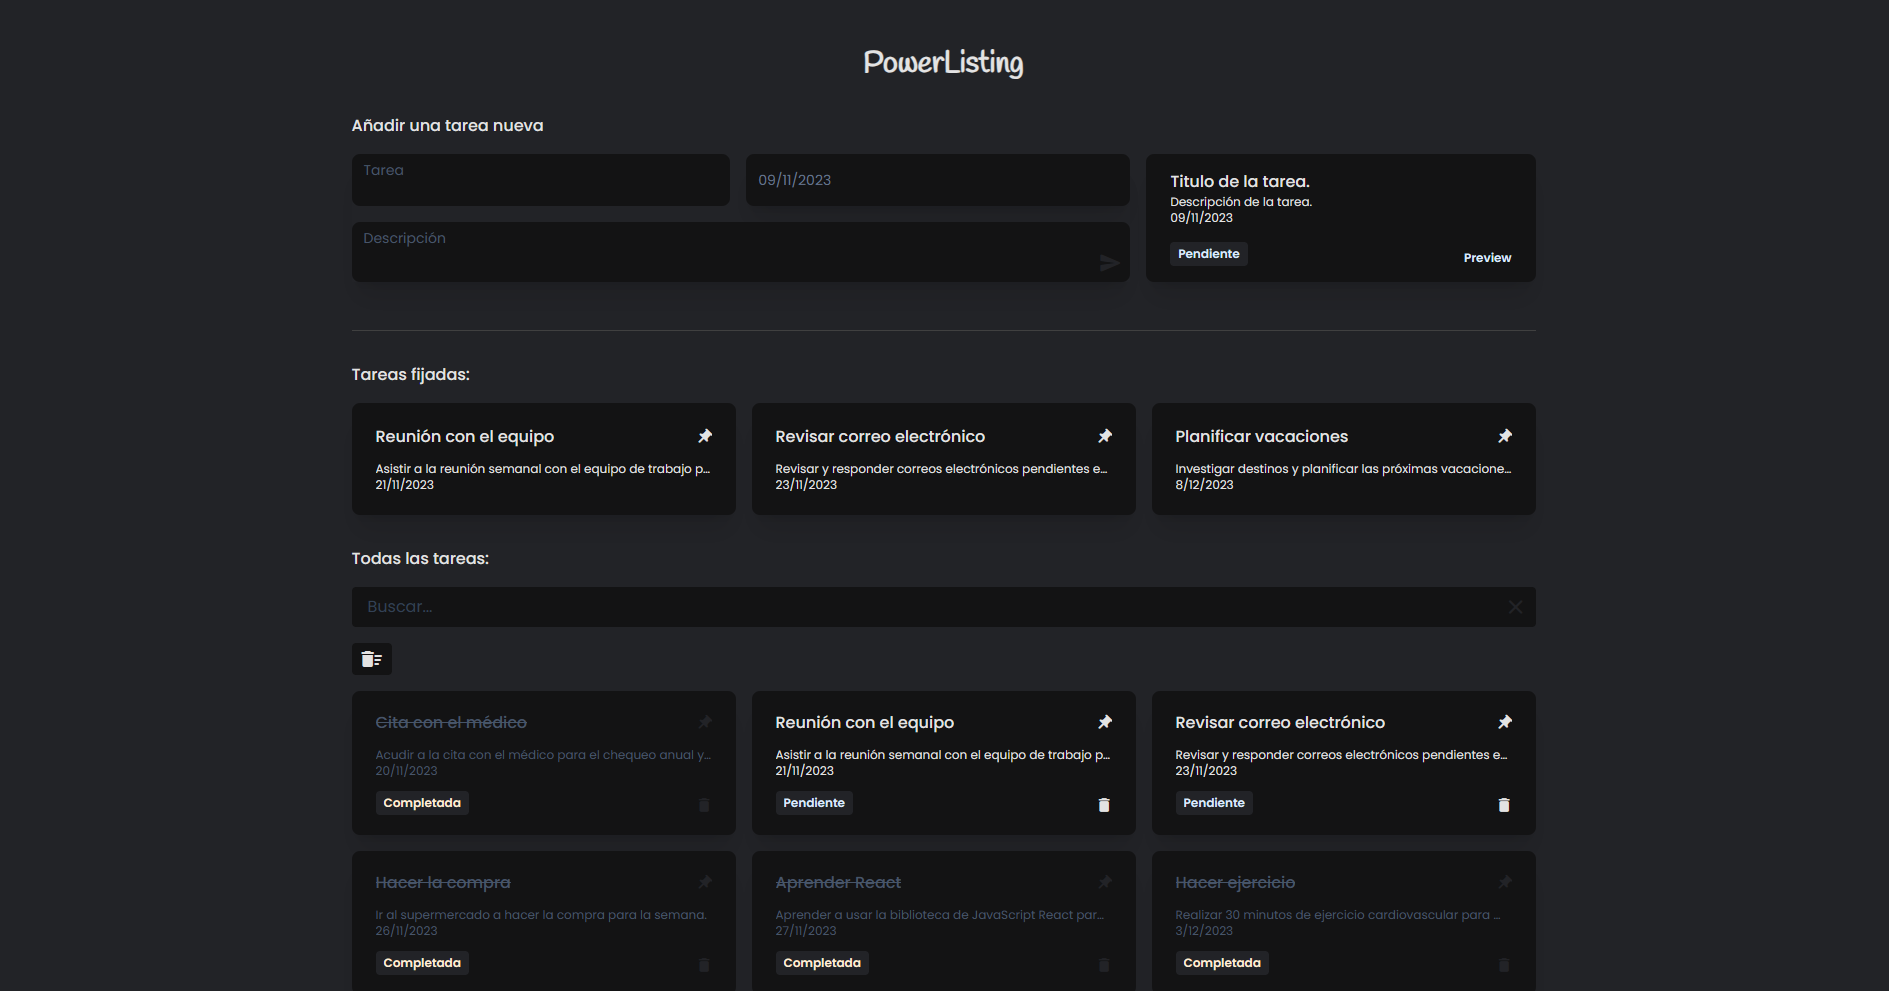 PowerListing
Añadir una tarea nueva
Tarea
09/11/2023
Descripción
Titulo de la tarea.
Descripción de la tarea.
09/11/2023
Pendiente
Preview
Tareas fijadas:
Reunión con el equipo
Asistir a la reunión semanal con el equipo de trabajo p...
21/11/2023
Revisar correo electrónico
Revisar y responder correos electrónicos pendientes e...
23/11/2023
Planificar vacaciones
Investigar destinos y planificar las próximas vacacione...
8/12/2023
Todas las tareas:
Buscar...
Cita con el médico
Acudir a la cita con el médico para el chequeo anual y...
20/11/2023
Completada
Reunión con el equipo
Asistir a la reunión semanal con el equipo de trabajo p...
21/11/2023
Pendiente
Revisar correo electrónico
Revisar y responder correos electrónicos pendientes e...
23/11/2023
Pendiente
Hacer la compra
Ir al supermercado a hacer la compra para la semana.
26/11/2023
Completada
Aprender React
Aprender a usar la biblioteca de JavaScript React par...
27/11/2023
Completada
Hacer ejercicio
Realizar 30 minutos de ejercicio cardiovascular para ...
3/12/2023
Completada